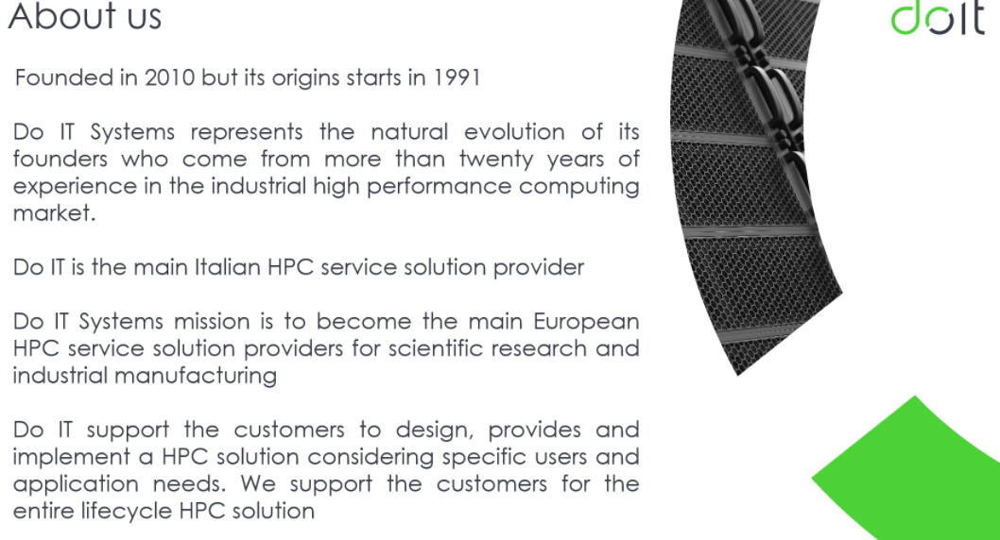 About us
doit
Founded in 2010 but its origins starts in 1991
Do IT Systems represents the natural evolution of its
founders who come from more than twenty years of
experience in the industrial high performance computing
market.
Do IT is the main Italian HPC service solution provider
Do IT Systems mission is to become the main European
HPC service solution providers for scientific research and
industrial manufacturing
Do IT support the customers to design, provides and
implement a HPC solution considering specific users and
application needs. We support the customers for the
entire lifecycle HPC solution